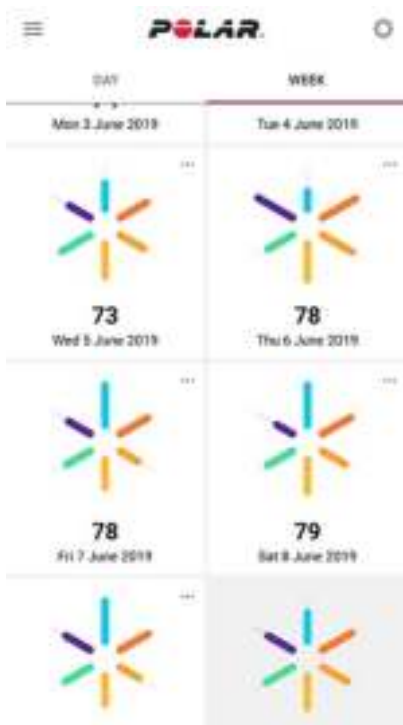 POLAR
DAY WEEK
Mon 3 June 2019 Tue 4 June 2019
73 78
Wed 5 June 2019 Thu 6 June 2019
78 79
Fri 7 June 2019 Sat 8 June 2019